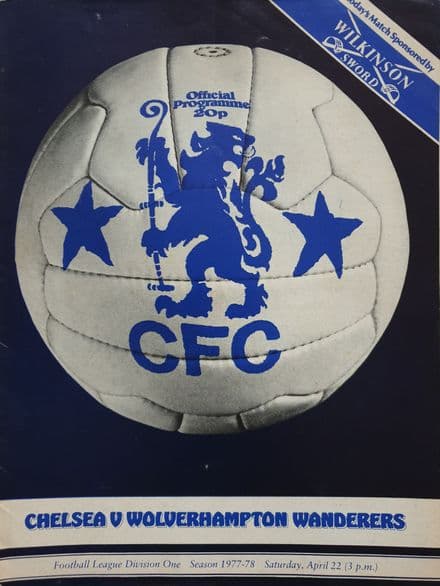 Today's Match Sponsored by
WILKINSON
SWORD
Official
Programme
20p
CFC
CHELSEA V WOLVERHAMPTON WANDERERS
Football League Division One Season 1977-78 Saturday, April 22 (3 p.m.)